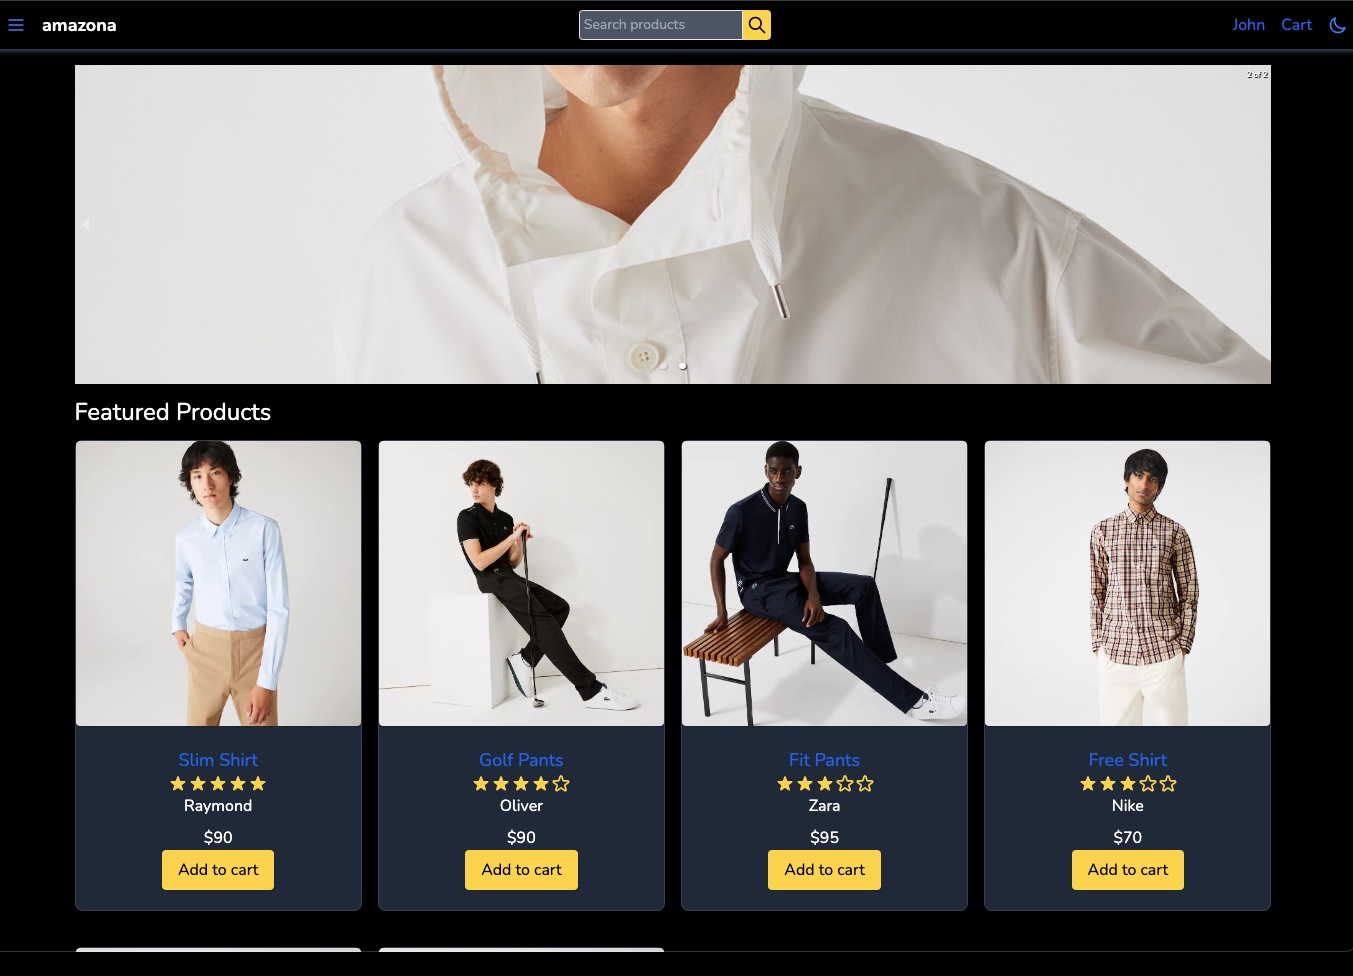 amazona
Search products
John Cart
2 of 2
Featured Products
Slim Shirt
Raymond
$90
Add to cart
Golf Pants
Oliver
$90
Add to cart
Fit Pants
Zara
$95
Add to cart
Free Shirt
Nike
$70
Add to cart